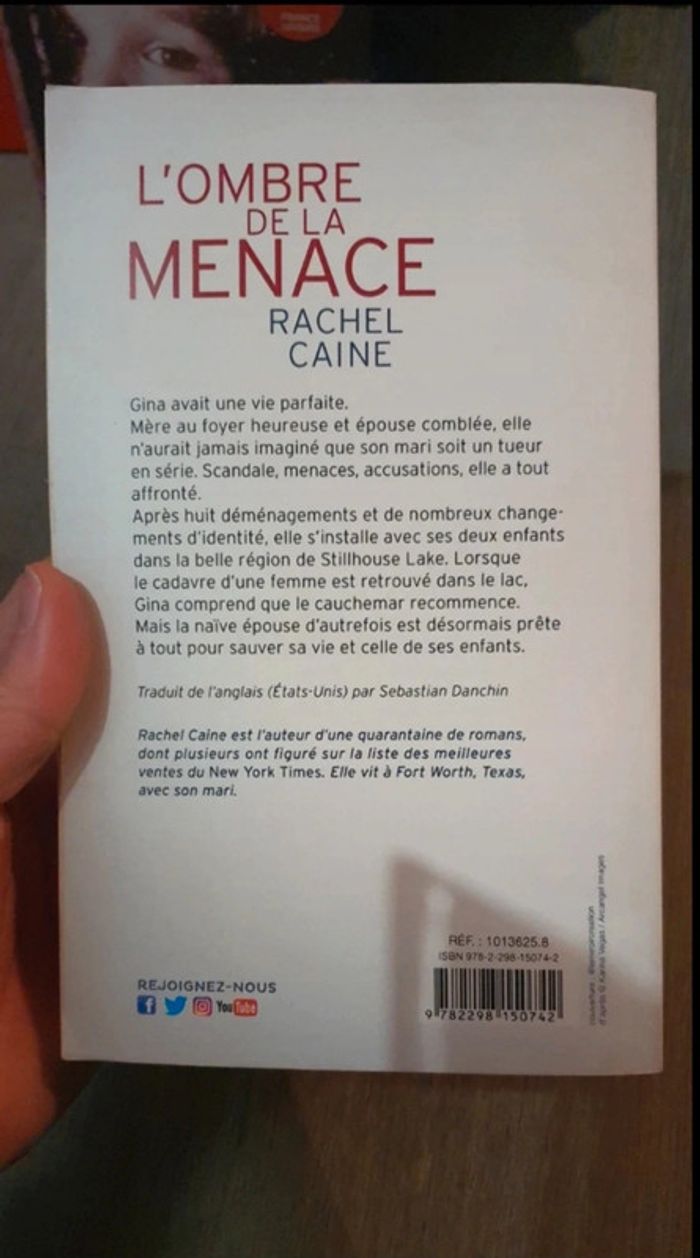 L'OMBRE
DE LA
MENACE
RACHEL
CAINE
Gina avait une vie parfaite.
Mère au foyer heureuse et épouse comblée, elle
n'aurait jamais imaginé que son mari soit un tueur
en série. Scandale, menaces, accusations, elle a tout
affronté.
Après huit déménagements et de nombreux change-
ments d'identité, elle s'installe avec ses deux enfants
dans la belle région de Stillhouse Lake. Lorsque
le cadavre d'une femme est retrouvé dans le lac,
Gina comprend que le cauchemar recommence.
Mais la naïve épouse d'autrefois est désormais prête
à tout pour sauver sa vie et celle de ses enfants.
Traduit de l'anglais (États-Unis) par Sebastian Danchin
Rachel Caine est l'auteur d'une quarantaine de romans,
dont plusieurs ont figuré sur la liste des meilleures
ventes du New York Times. Elle vit à Fort Worth, Texas,
avec son mari.
RÉF. : 1013625.8
ISBN 978-2-298-15074-2
9 782298 150742
REJOIGNEZ-NOUS
YouTube
d'après © Karina Vegas / Arcangel Images